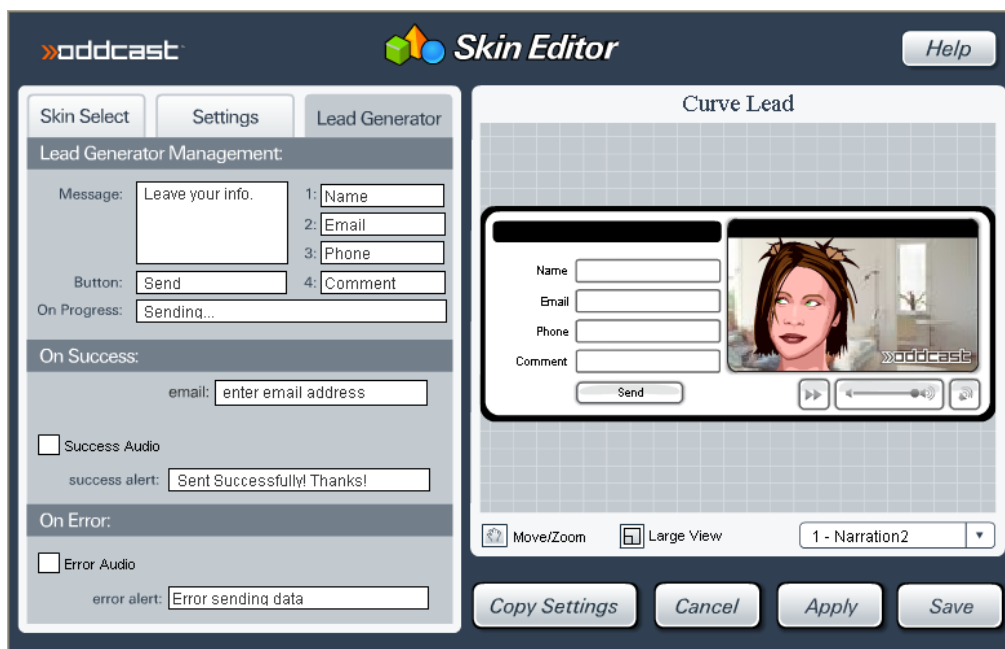 »oddcast
Skin Editor
Help
Skin Select
Settings
Lead Generator
Lead Generator Management:
Message:
Leave your info.
1: Name
2: Email
3: Phone
Button: Send
4: Comment
On Progress: Sending...
On Success:
email: enter email address
Success Audio
success alert: Sent Successfully! Thanks!
On Error:
Error Audio
error alert: Error sending data
Curve Lead
Name
Email
Phone
Comment
Send
»oddcast
Move/Zoom
Large View
1 - Narration2
Copy Settings
Cancel
Apply
Save